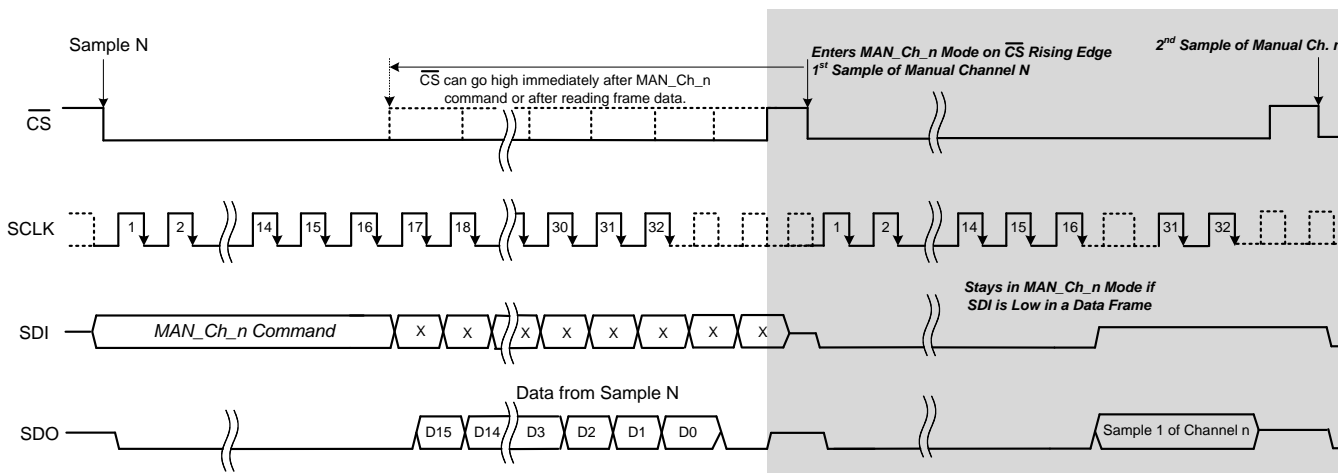 Sample N
Enters MAN_Ch_n Mode on CS Rising Edge
1st Sample of Manual Channel N
2nd Sample of Manual Ch. n
CS can go high immediately after MAN_Ch_n
command or after reading frame data.
CS
SCLK
1 2 14 15 16 17 18 30 31 32 1 2 14 15 16 31 32
Stays in MAN_Ch_n Mode if
SDI is Low in a Data Frame
SDI
MAN_Ch_n Command X X X X X X X X
Data from Sample N
SDO
D15 D14 D3 D2 D1 D0 Sample 1 of Channel n